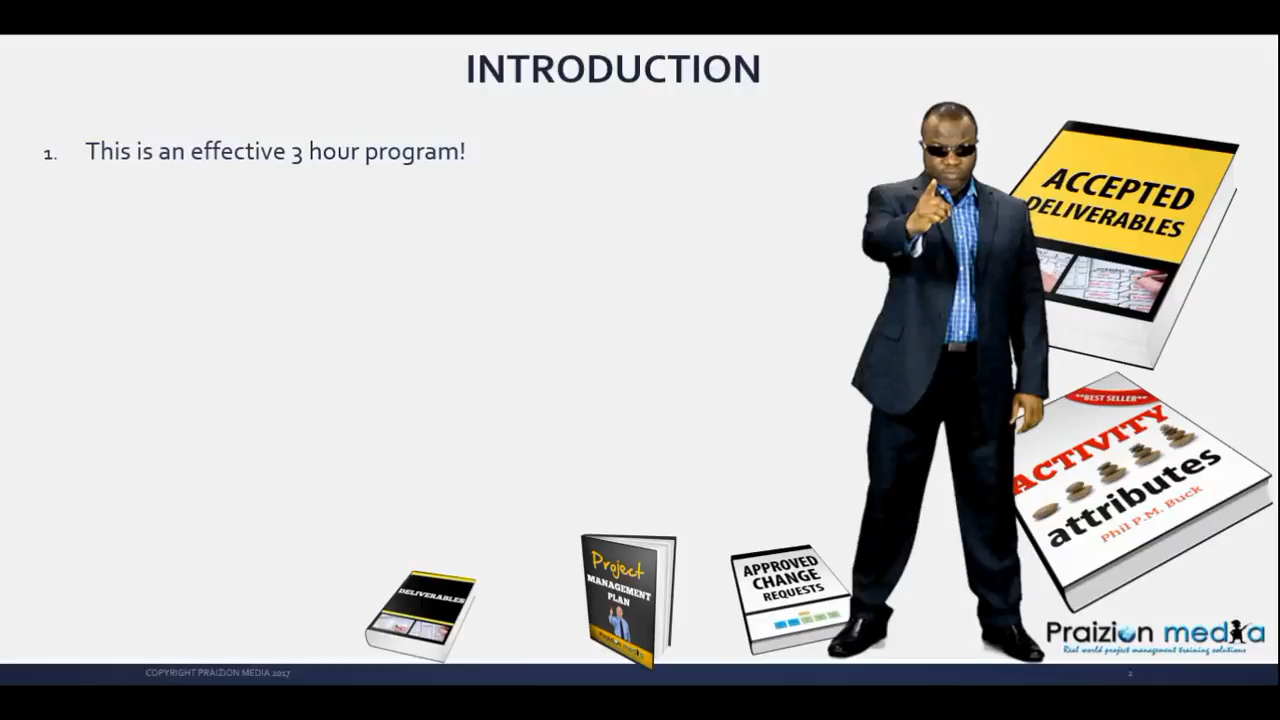 INTRODUCTION
1. This is an effective 3 hour program!
ACCEPTED
DELIVERABLES
**BEST SELLER**
ACTIVITY
attributes
Phil P.M. Buck
DELIVERABLES
Project
MANAGEMENT
PLAN
APPROVED
CHANGE
REQUESTS
Praizion media
Real world project management training solutions
COPYRIGHT PRAIZION MEDIA 2017
2